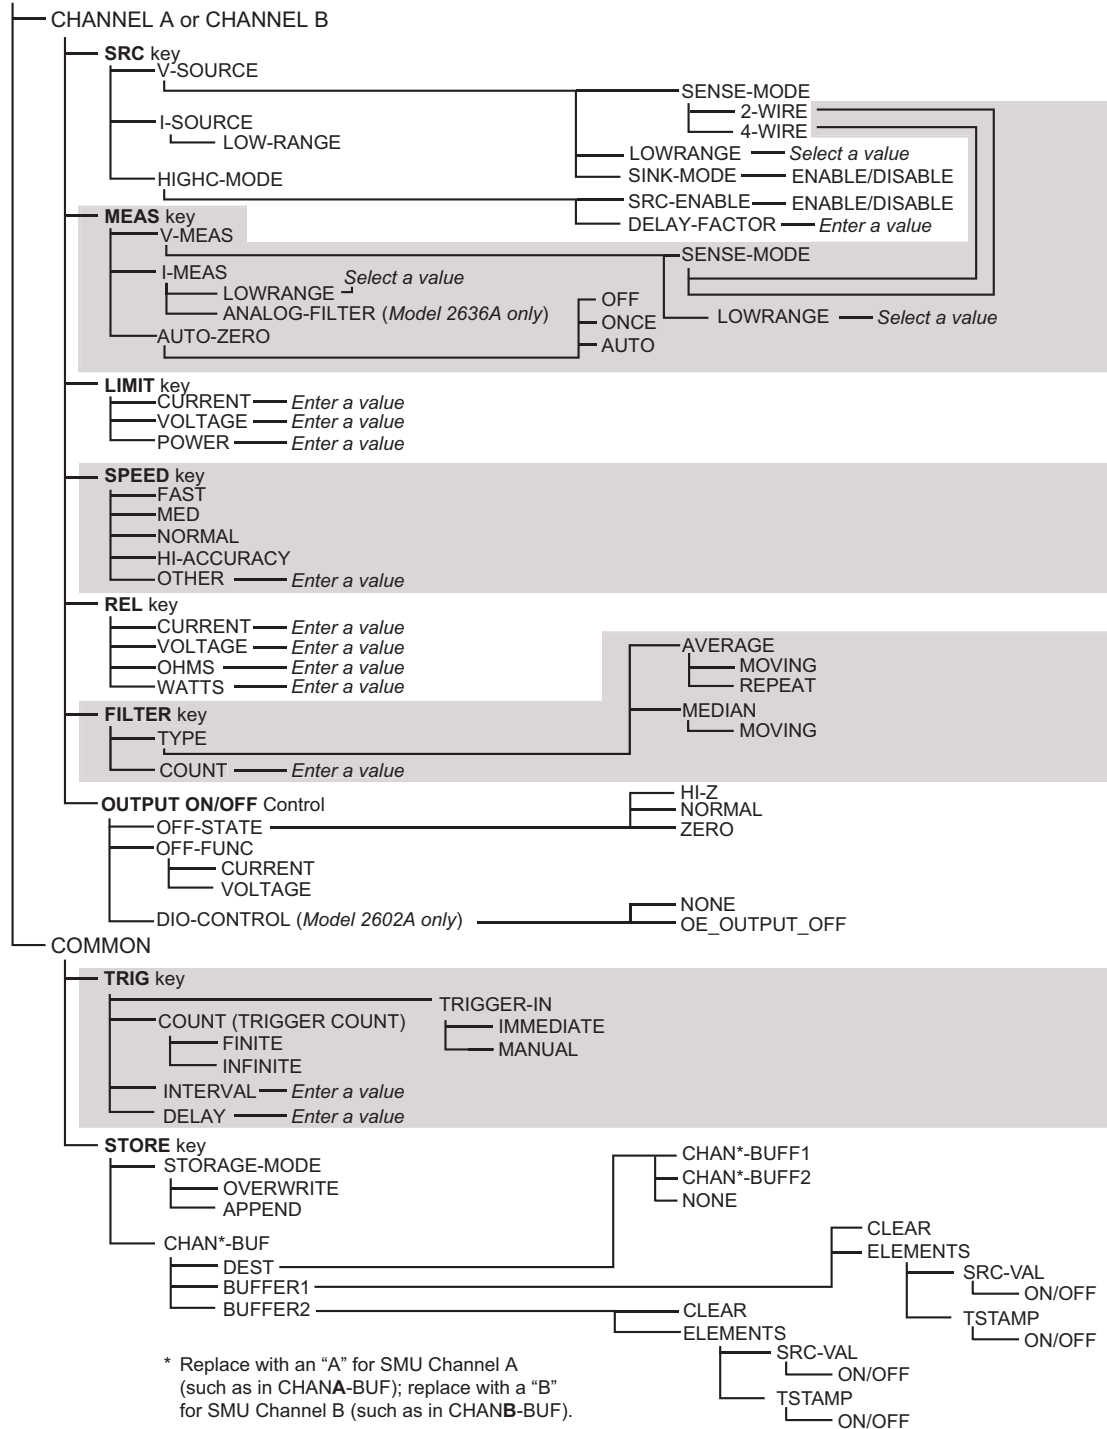 CHANNEL A or CHANNEL B
SRC key
V-SOURCE
SENSE-MODE
2-WIRE
4-WIRE
I-SOURCE
LOW-RANGE
LOWRANGE Select a value
SINK-MODE ENABLE/DISABLE
HIGHC-MODE
SRC-ENABLE ENABLE/DISABLE
DELAY-FACTOR Enter a value
MEAS key
V-MEAS
SENSE-MODE
I-MEAS
LOWRANGE Select a value
ANALOG-FILTER (Model 2636A only)
LOWRANGE Select a value
AUTO-ZERO
OFF
ONCE
AUTO
LIMIT key
CURRENT Enter a value
VOLTAGE Enter a value
POWER Enter a value
SPEED key
FAST
MED
NORMAL
HI-ACCURACY
OTHER Enter a value
REL key
CURRENT Enter a value
VOLTAGE Enter a value
OHMS Enter a value
WATTS Enter a value
FILTER key
TYPE
AVERAGE
MOVING
REPEAT
MEDIAN
MOVING
COUNT Enter a value
OUTPUT ON/OFF Control
OFF-STATE
HI-Z
NORMAL
ZERO
OFF-FUNC
CURRENT
VOLTAGE
DIO-CONTROL (Model 2602A only)
NONE
OE_OUTPUT_OFF
COMMON
TRIG key
TRIGGER-IN
IMMEDIATE
MANUAL
COUNT (TRIGGER COUNT)
FINITE
INFINITE
INTERVAL Enter a value
DELAY Enter a value
STORE key
STORAGE-MODE
OVERWRITE
APPEND
CHAN*-BUF
DEST
CHAN*-BUFF1
CHAN*-BUFF2
NONE
BUFFER1
CLEAR
ELEMENTS
SRC-VAL
ON/OFF
TSTAMP
ON/OFF
BUFFER2
CLEAR
ELEMENTS
SRC-VAL
ON/OFF
TSTAMP
ON/OFF
* Replace with an “A” for SMU Channel A
(such as in CHANA-BUF); replace with a “B”
for SMU Channel B (such as in CHANB-BUF).